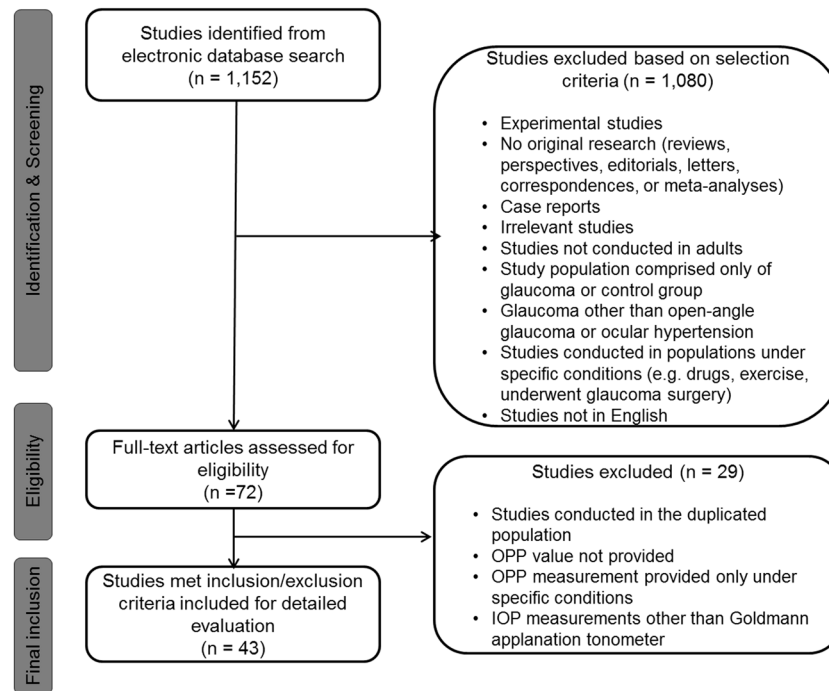 Identification & Screening
Studies identified from
electronic database search
(n = 1,152)
Studies excluded based on selection
criteria (n = 1,080)
• Experimental studies
• No original research (reviews,
perspectives, editorials, letters,
correspondences, or meta-analyses)
• Case reports
• Irrelevant studies
• Studies not conducted in adults
• Study population comprised only of
glaucoma or control group
• Glaucoma other than open-angle
glaucoma or ocular hypertension
• Studies conducted in populations under
specific conditions (e.g. drugs, exercise,
underwent glaucoma surgery)
• Studies not in English
Eligibility
Full-text articles assessed for
eligibility
(n =72)
Studies excluded (n = 29)
• Studies conducted in the duplicated
population
• OPP value not provided
• OPP measurement provided only under
specific conditions
• IOP measurements other than Goldmann
applanation tonometer
Final inclusion
Studies met inclusion/exclusion
criteria included for detailed
evaluation
(n = 43)